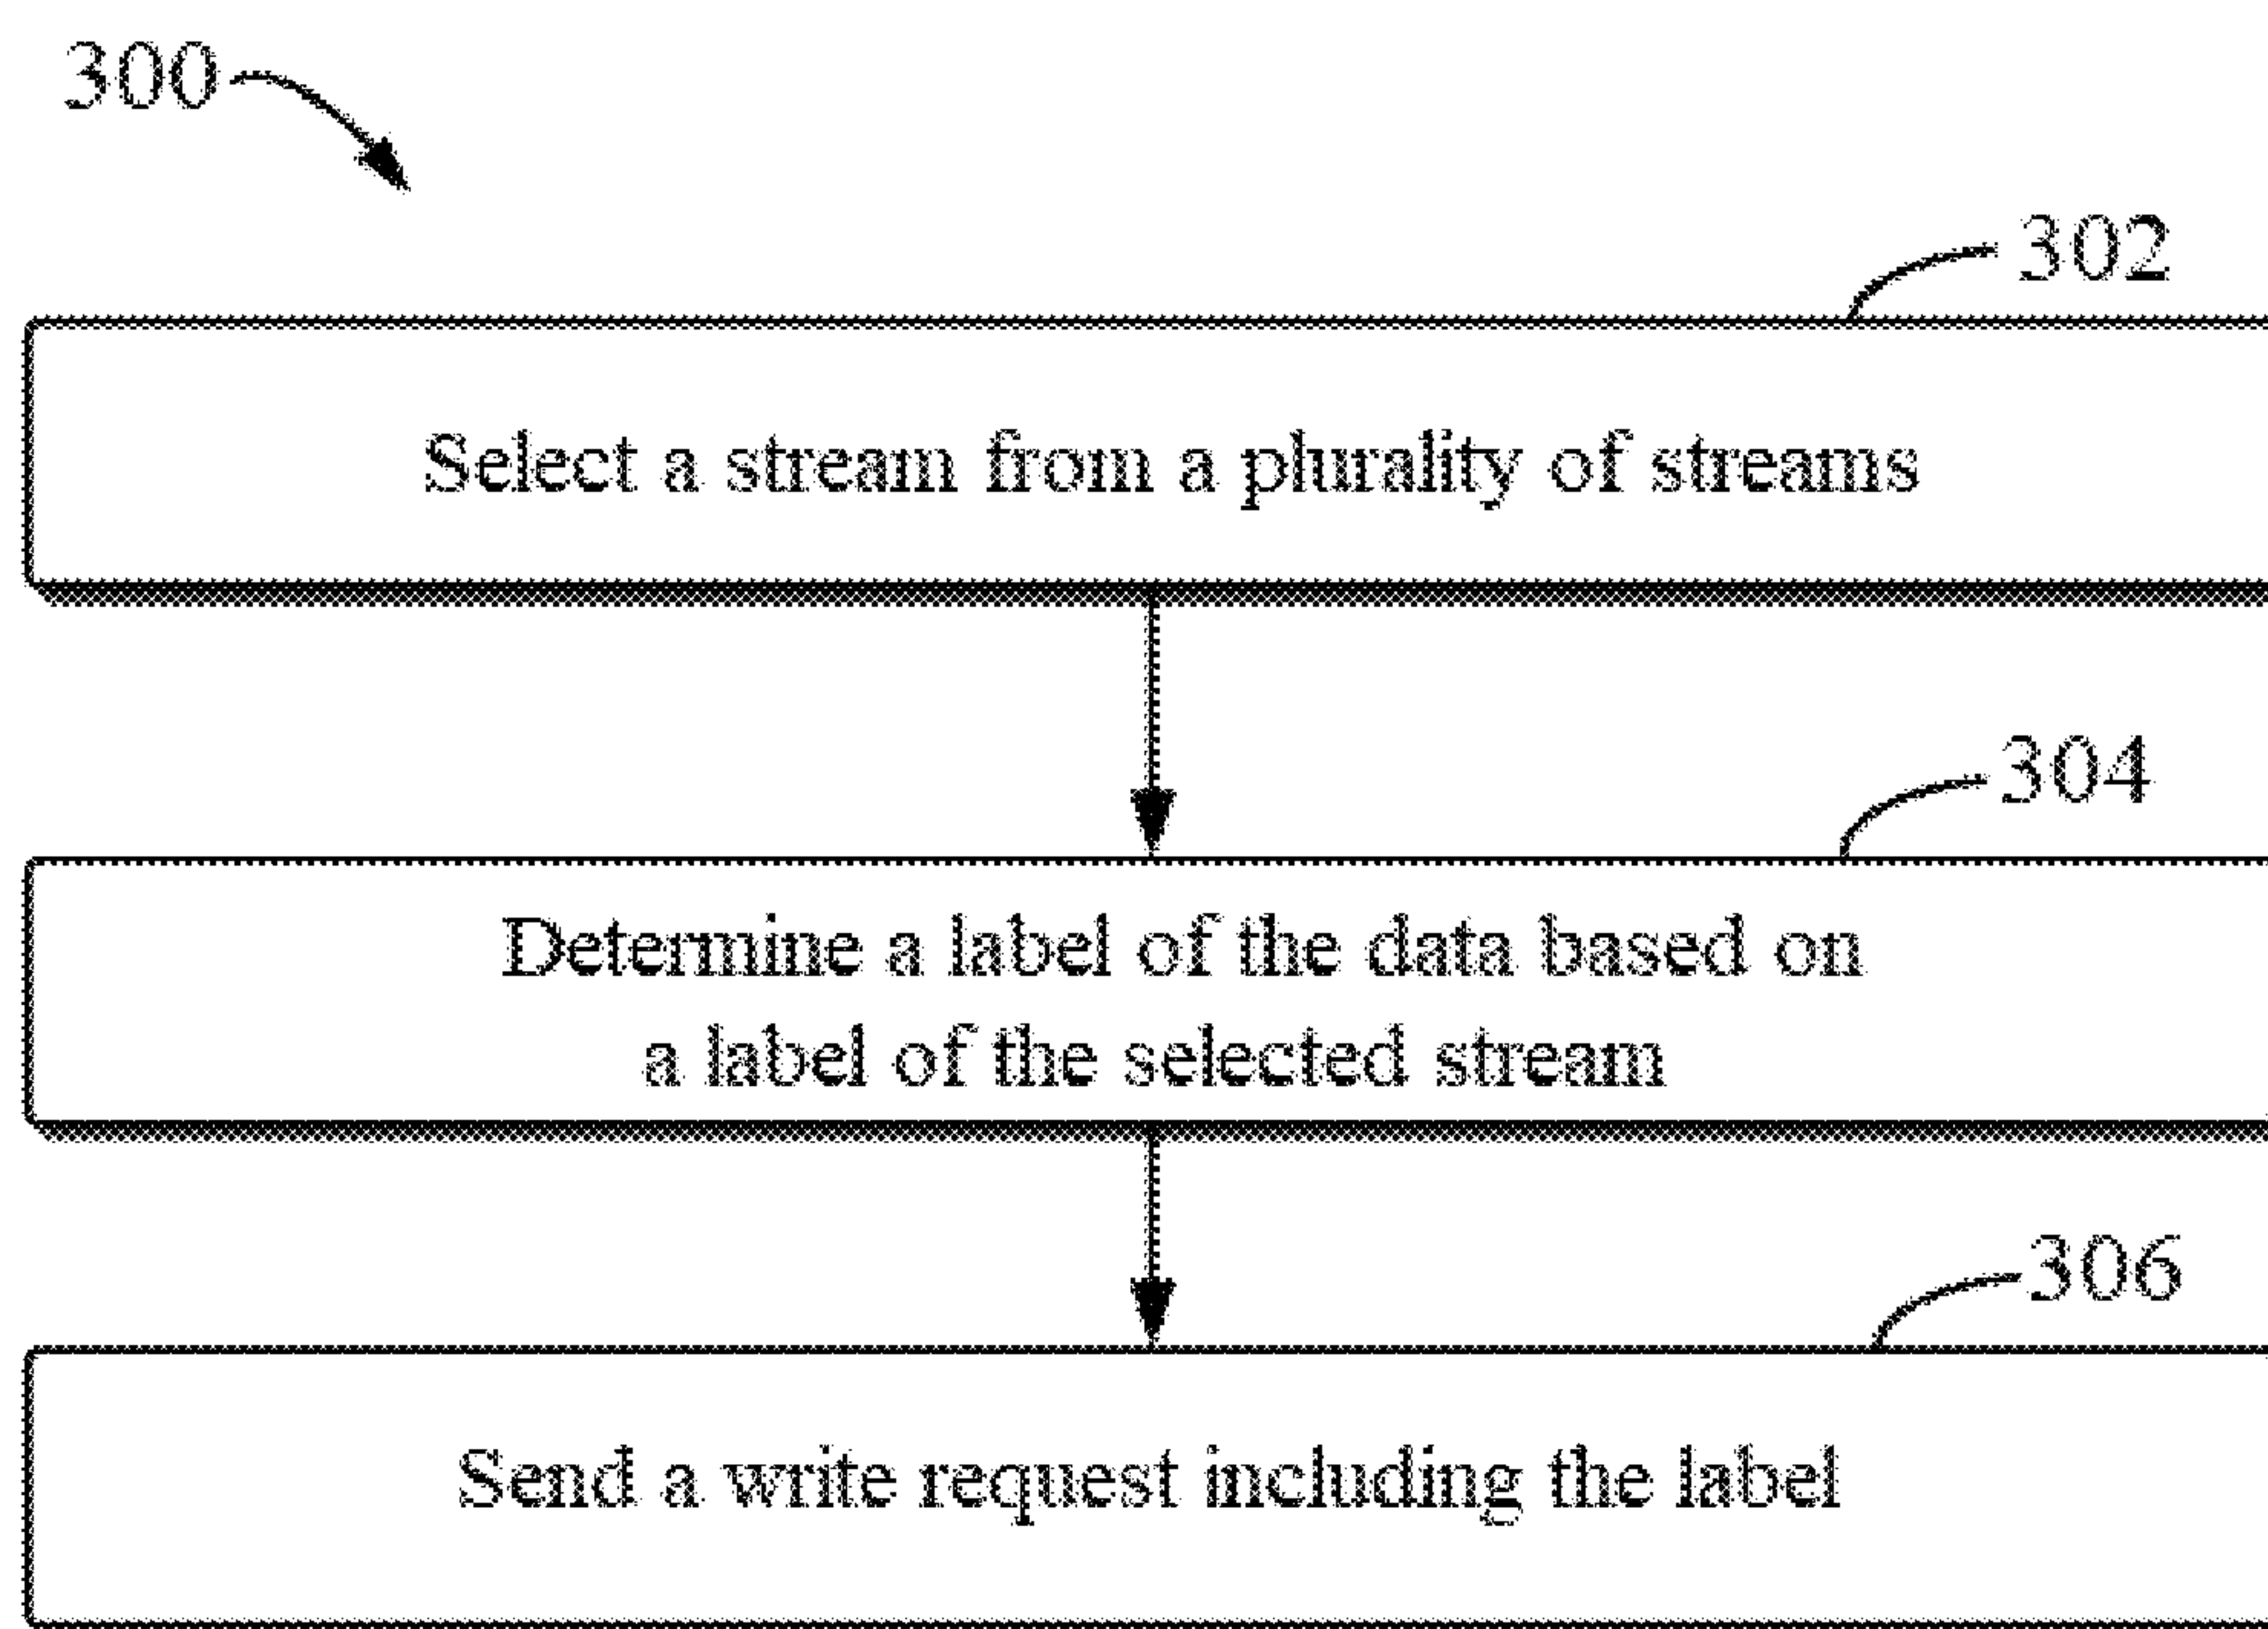 300
302
Select a stream from a plurality of streams
304
Determine a label of the data based on
a label of the selected stream
306
Send a write request including the label